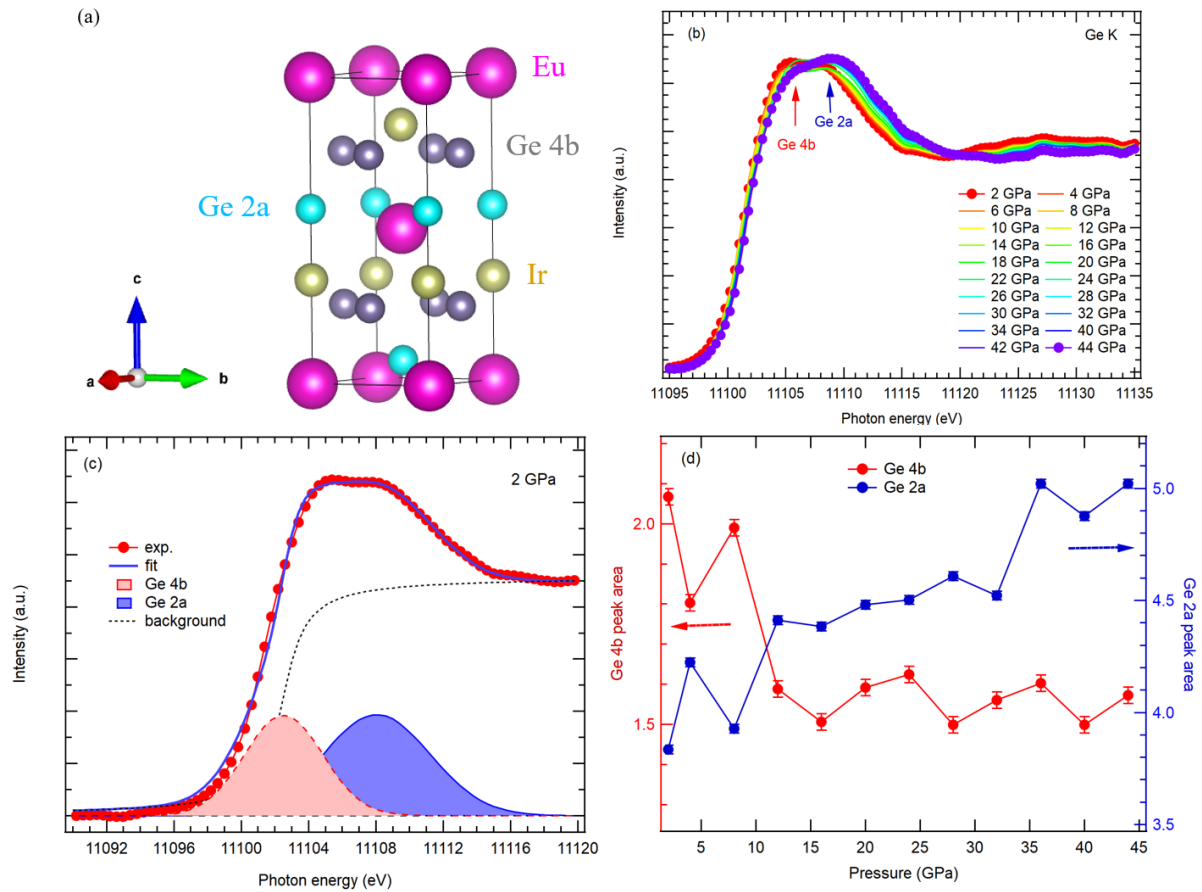 (a)
Eu
Ge 4b
Ge 2a
Ir
c
a
b
(b)
Ge K
Ge 2a
Ge 4b
Intensity (a.u.)
2 GPa 4 GPa
6 GPa 8 GPa
10 GPa 12 GPa
14 GPa 16 GPa
18 GPa 20 GPa
22 GPa 24 GPa
26 GPa 28 GPa
30 GPa 32 GPa
34 GPa 40 GPa
42 GPa 44 GPa
11095 11100 11105 11110 11115 11120 11125 11130 11135
Photon energy (eV)
(c)
2 GPa
exp.
fit
Ge 4b
Ge 2a
background
Intensity (a.u.)
11092 11096 11100 11104 11108 11112 11116 11120
Photon energy (eV)
(d)
Ge 4b
Ge 2a
Ge 4b peak area
2.0
1.5
5.0
4.5
4.0
3.5
Ge 2a peak area
5 10 15 20 25 30 35 40 45
Pressure (GPa)